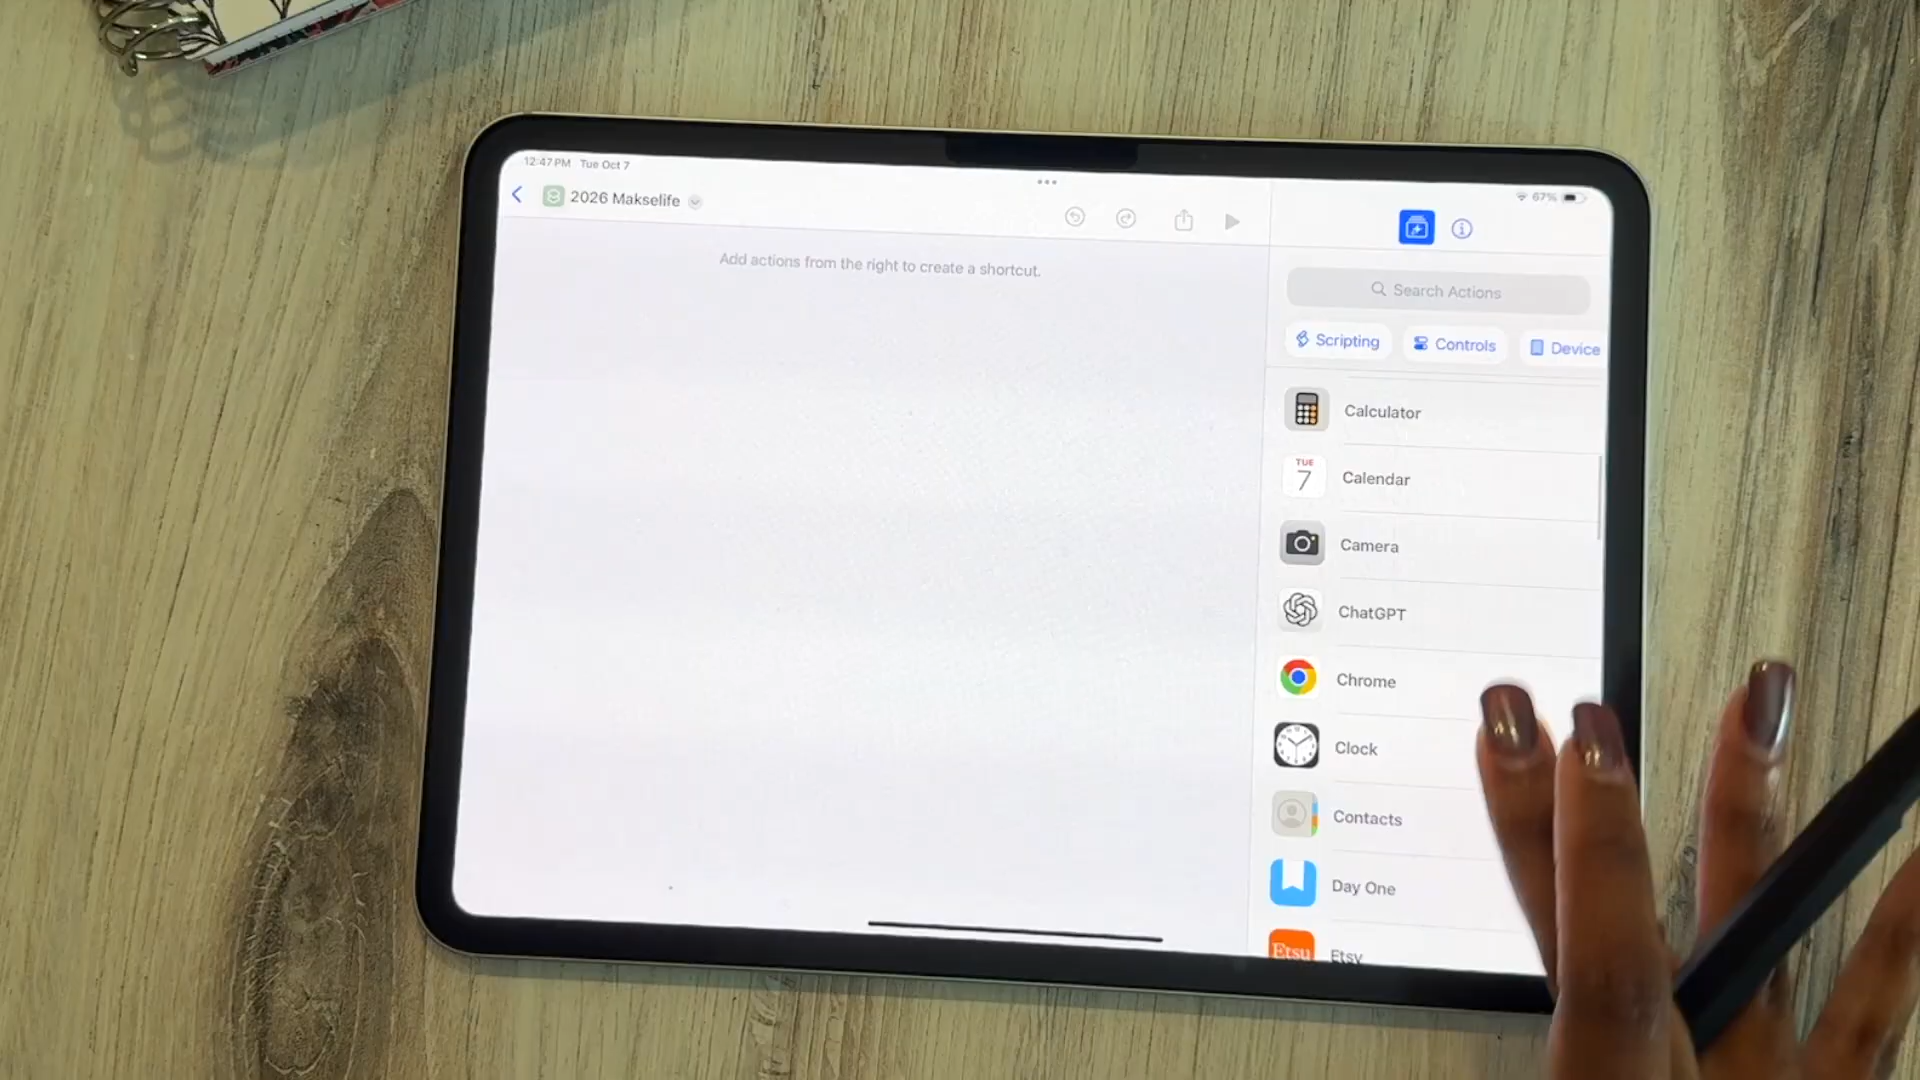 12:47 PM Tue Oct 7
67%
2026 Makselife
Add actions from the right to create a shortcut.
Search Actions
Scripting
Controls
Device
Calculator
TUE
7
Calendar
Camera
ChatGPT
Chrome
Clock
Contacts
Day One
Etsy
Etsy